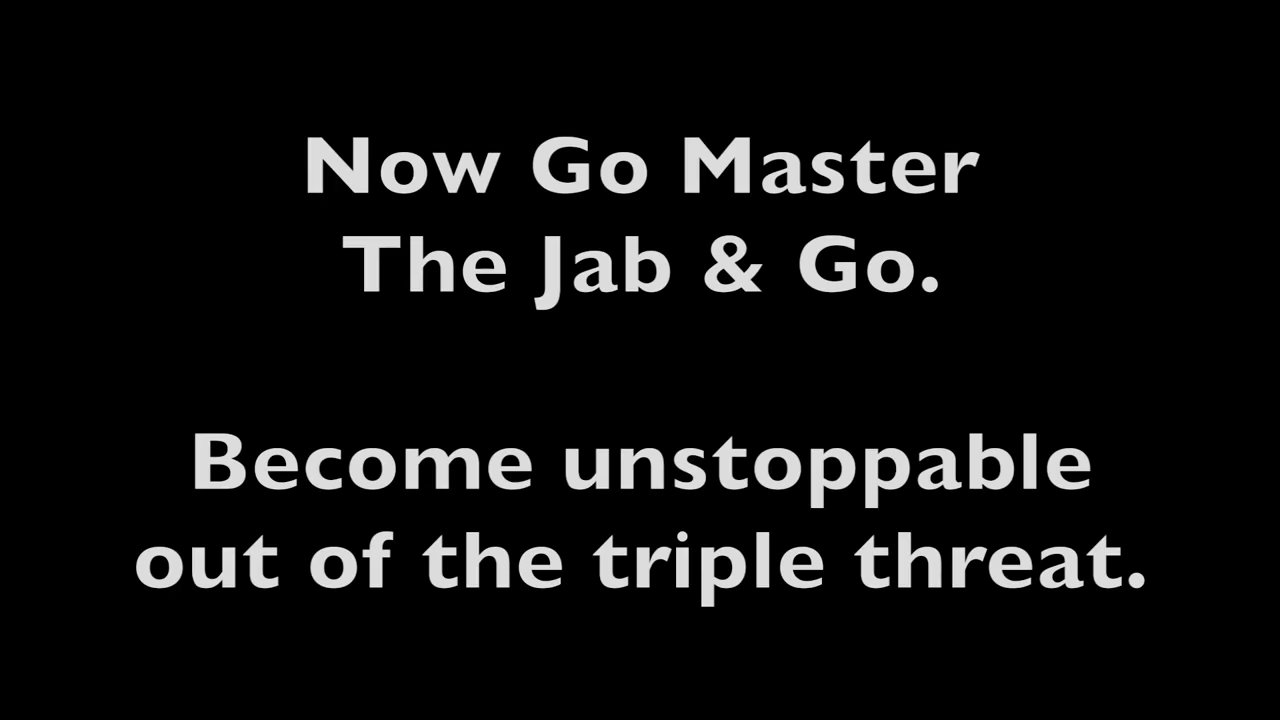 Now Go Master
The Jab & Go.
Become unstoppable
out of the triple threat.